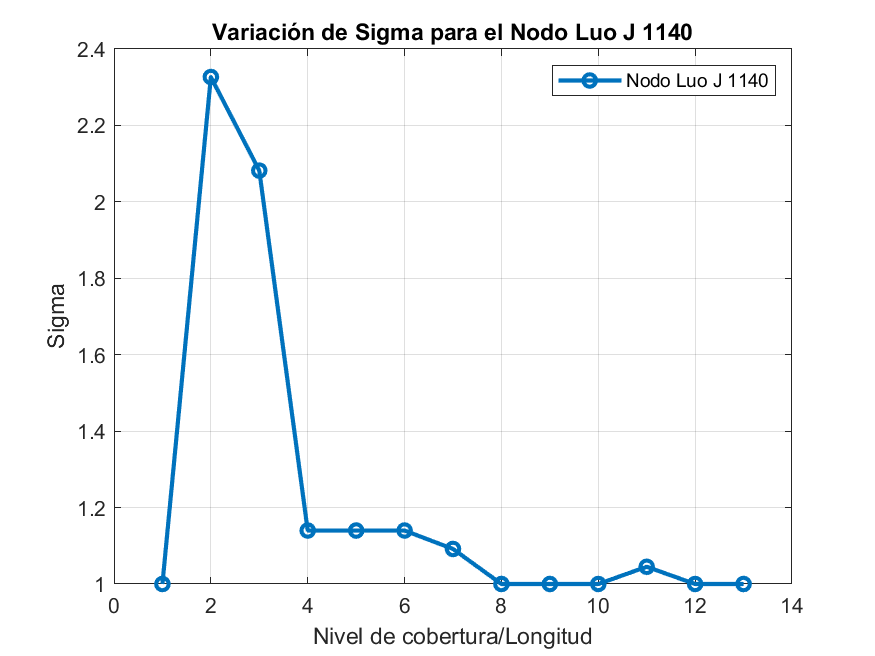 Variación de Sigma para el Nodo Luo J 1140
Nodo Luo J 1140
2.4
2.2
2
1.8
1.6
1.4
1.2
1
Sigma
0 2 4 6 8 10 12 14
Nivel de cobertura/Longitud